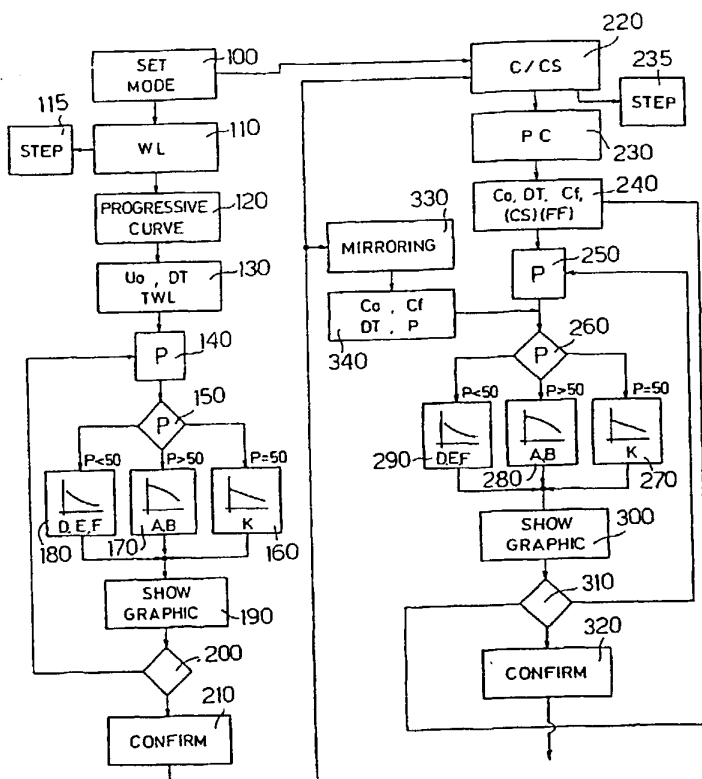 100
SET
MODE
115
STEP
110
WL
120
PROGRESSIVE
CURVE
130
Uo, DT
TWL
140
P
150
P
P<50
P>50
P=50
D,E,F
A,B
K
180
170
160
SHOW
GRAPHIC
190
200
210
CONFIRM
220
C/CS
235
STEP
PC
230
240
Co, DT, Cf,
(CS)(FF)
330
MIRRORING
250
P
Co, Cf
DT, P
340
260
P
P<50
P>50
P=50
D,E,F
A,B
K
290
280
270
SHOW
GRAPHIC
300
310
320
CONFIRM